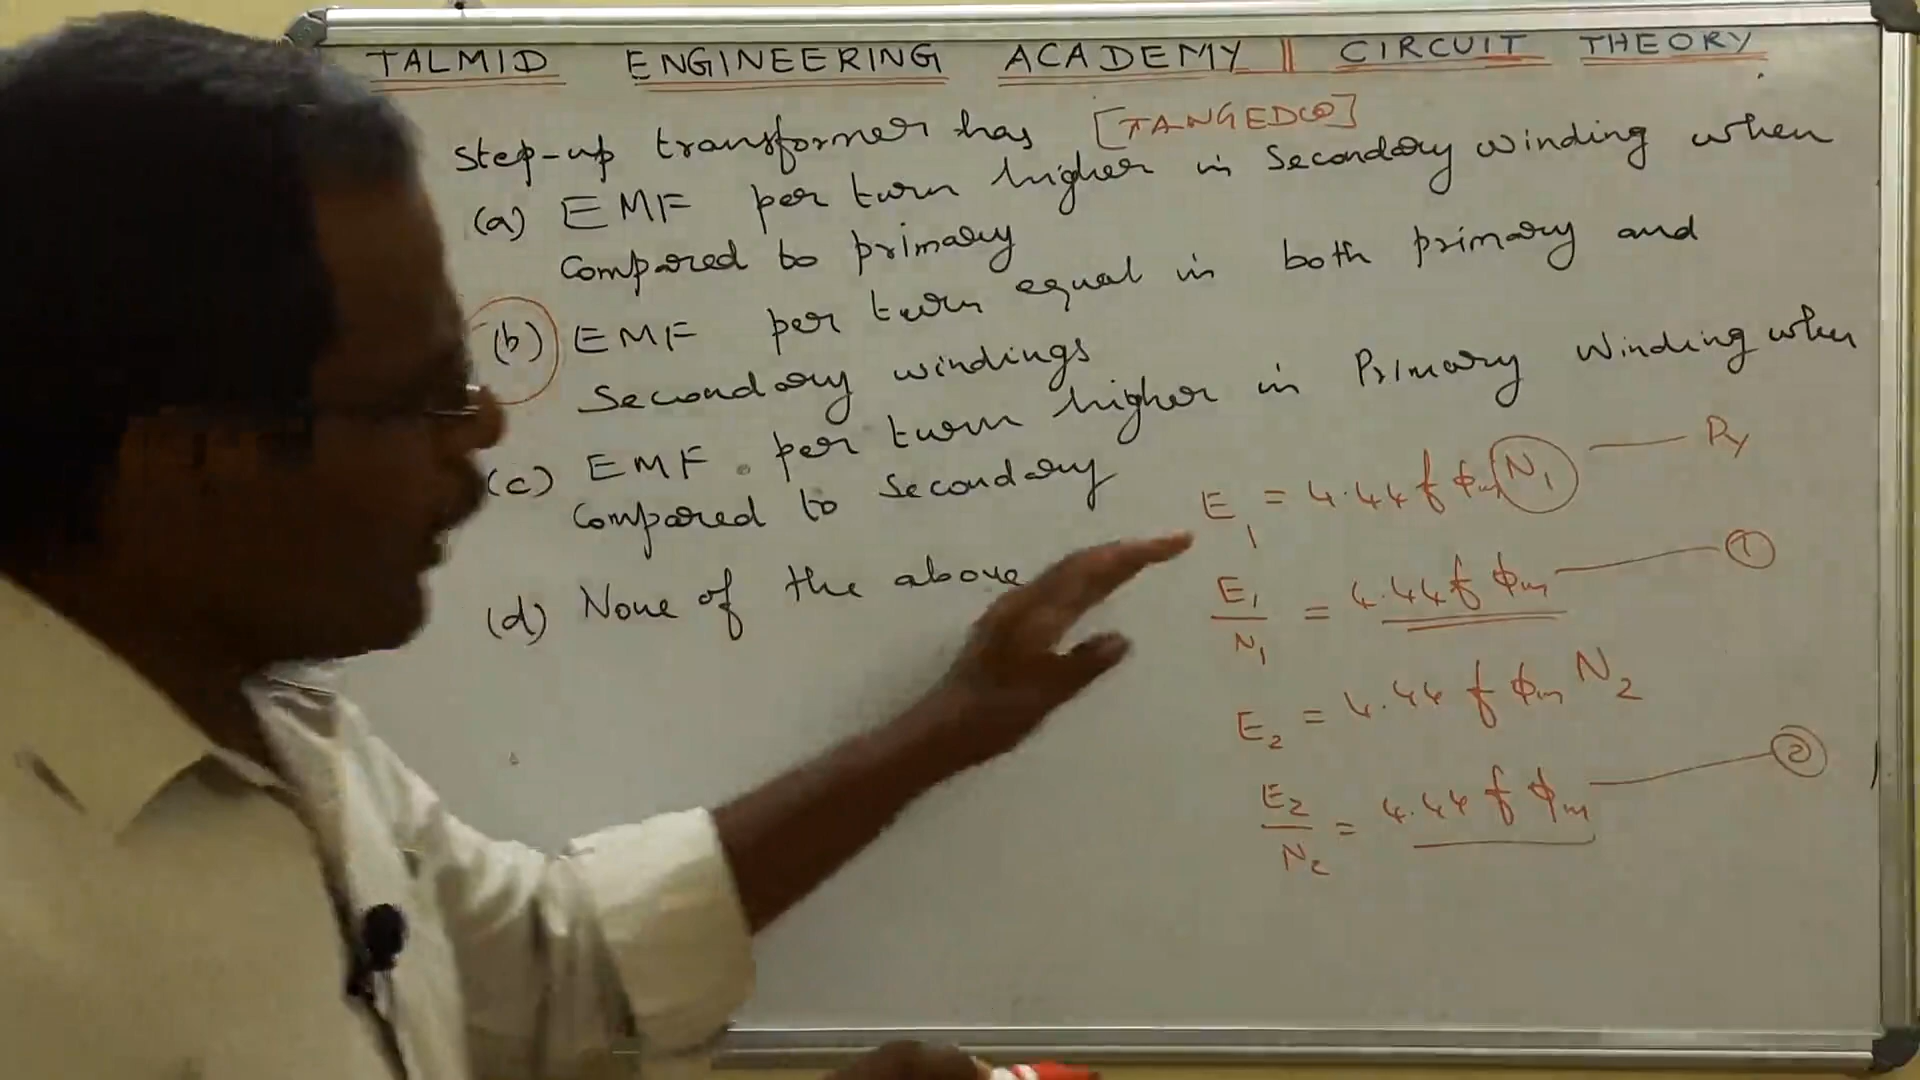 TALMID ENGINEERING ACADEMY || CIRCUIT THEORY
Step-up transformer has [TANGEDCO]
(a) EMF per turn higher in Secondary winding when
Compared to primary
(b) EMF per turn equal in both primary and
Secondary windings
(c) EMF per turn higher in Primary Winding when
Compared to Secondary
(d) None of the above
E₁ = 4.44 f ϕm N₁ — Py
E₁/N₁ = 4.44 f ϕm — ①
E₂ = 4.44 f ϕm N₂
E₂/N₂ = 4.44 f ϕm — ②